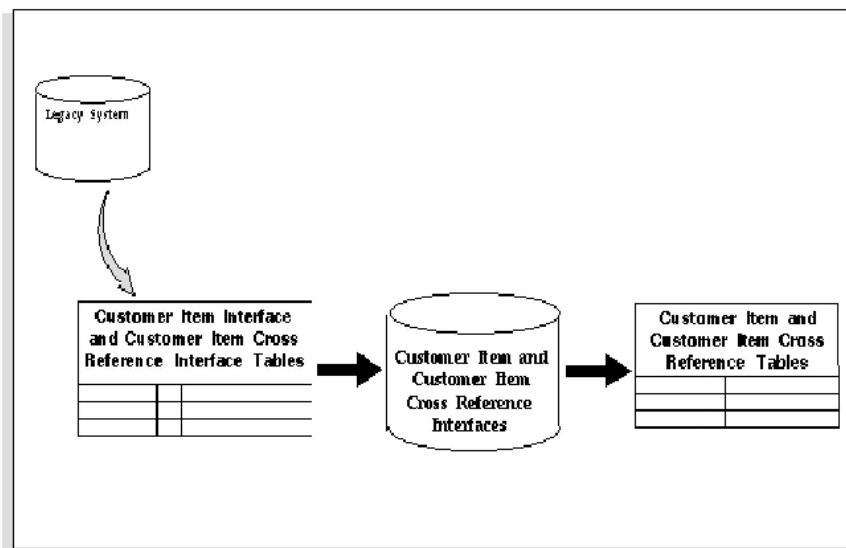 Legacy System
Customer Item Interface
and Customer Item Cross
Reference Interface Tables
Customer Item and
Customer Item
Cross Reference
Interfaces
Customer Item and
Customer Item Cross
Reference Tables